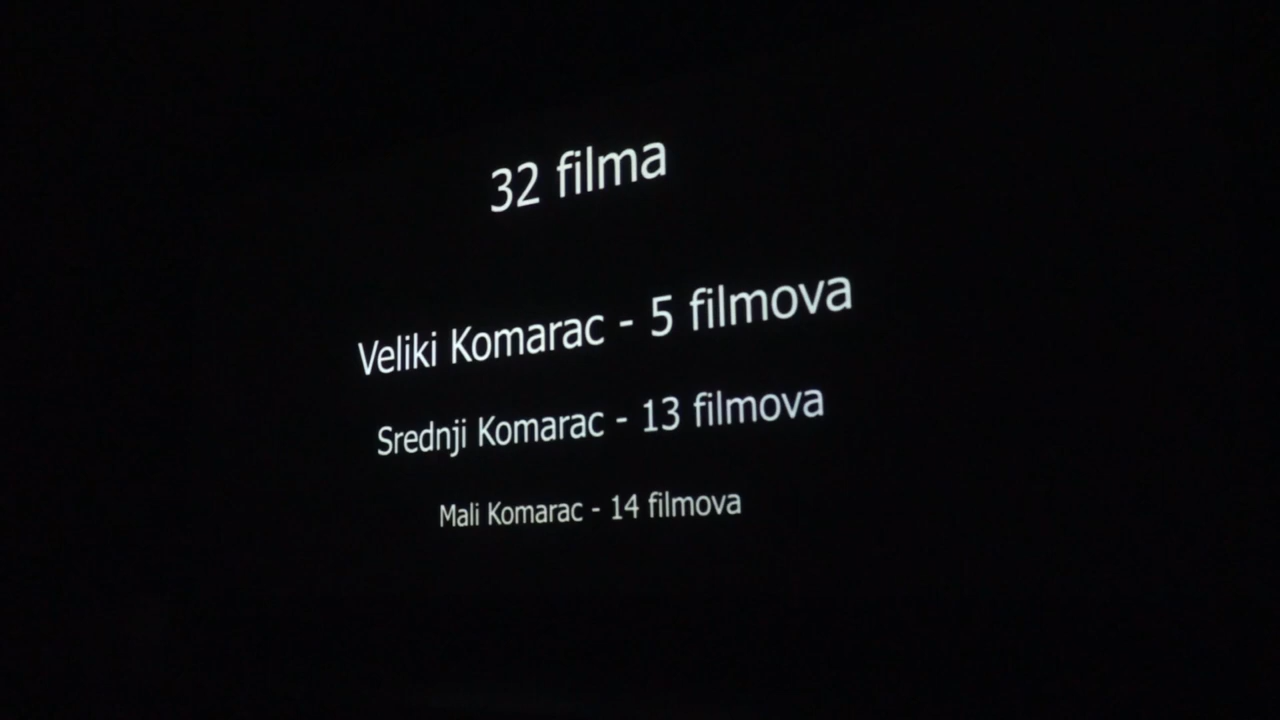 32 filma
Veliki Komarac - 5 filmova
Srednji Komarac - 13 filmova
Mali Komarac - 14 filmova